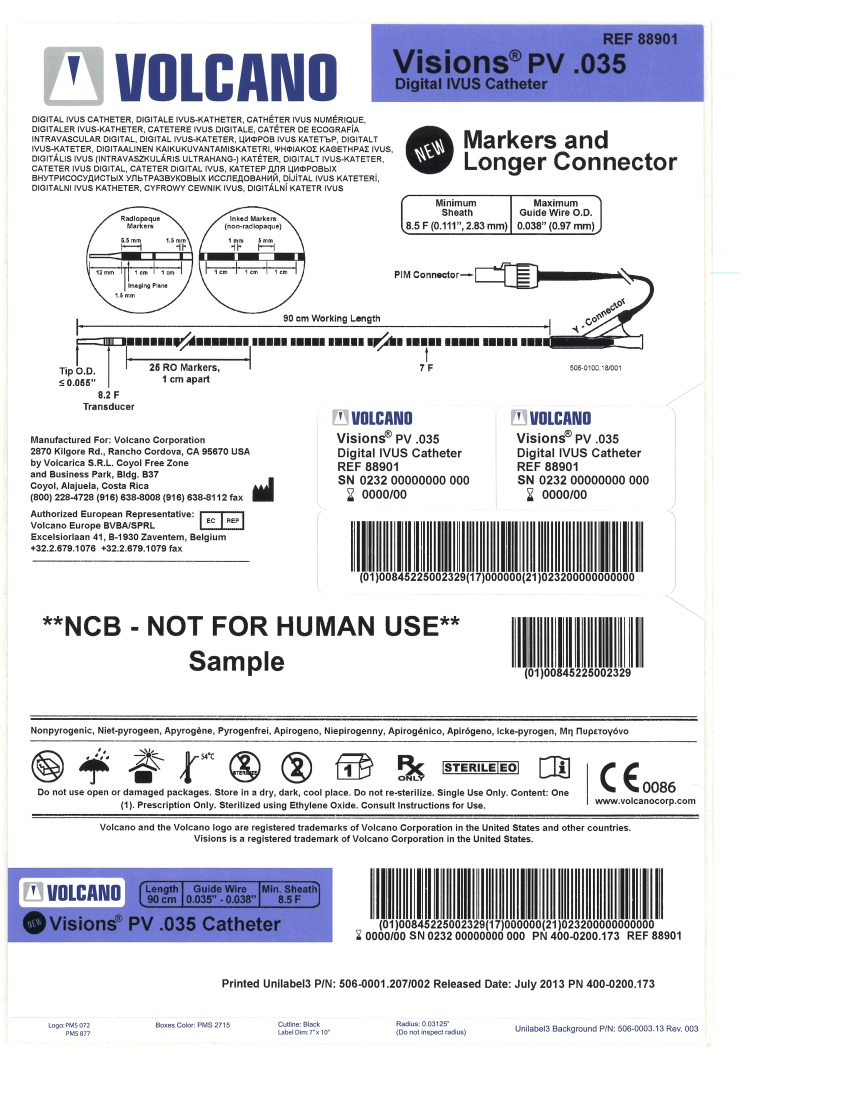 REF 88901
VOLCANO
Visions® PV .035
Digital IVUS Catheter
DIGITAL IVUS CATHETER, DIGITALE IVUS-KATHETER, CATHÉTER IVUS NUMÉRIQUE,
DIGITALER IVUS-KATHETER, CATETERE IVUS DIGITALE, CATÉTER DE ECOGRAFÍA
INTRAVASCULAR DIGITAL, DIGITAL IVUS-KATETER, ЦИФРОВ IVUS КАТЕТЪР, DIGITALT
IVUS-KATETER, DIGITAALINEN KAIKUKUVANTAMISKATETRI, ΨΗΦΙΑΚΟΣ ΚΑΘΕΤΗΡΑΣ IVUS,
DIGITÁLIS IVUS (INTRAVASZKULÁRIS ULTRAHANG-) KATÉTER, DIGITALT IVUS-KATETER,
CATETER IVUS DIGITAL, CATETER DIGITAL IVUS, КАТЕТЕР ДЛЯ ЦИФРОВЫХ
ВНУТРИСОСУДИСТЫХ УЛЬТРАЗВУКОВЫХ ИССЛЕДОВАНИЙ, DİJİTAL IVUS KATETERİ,
DIGITALNI IVUS KATHETER, CYFROWY CEWNIK IVUS, DIGITÁLNÍ KATETR IVUS
NEW
Markers and
Longer Connector
Minimum
Sheath
8.5 F (0.111", 2.83 mm)
Maximum
Guide Wire O.D.
0.038" (0.97 mm)
Radiopaque
Markers
5.5 mm
1.5 mm
12 mm
1 cm
1 cm
Imaging Plane
1.5 mm
Inked Markers
(non-radiopaque)
1 mm
5 mm
1 cm
1 cm
1 cm
PIM Connector
90 cm Working Length
Y - Connector
Tip O.D.
≤ 0.055"
8.2 F
Transducer
25 RO Markers,
1 cm apart
7 F
506-0100.18/001
VOLCANO
Visions® PV .035
Digital IVUS Catheter
REF 88901
SN 0232 00000000 000
0000/00
VOLCANO
Visions® PV .035
Digital IVUS Catheter
REF 88901
SN 0232 00000000 000
0000/00
Manufactured For: Volcano Corporation
2870 Kilgore Rd., Rancho Cordova, CA 95670 USA
by Volcarica S.R.L. Coyol Free Zone
and Business Park, Bldg. B37
Coyol, Alajuela, Costa Rica
(800) 228-4728 (916) 638-8008 (916) 638-8112 fax
Authorized European Representative:
Volcano Europe BVBA/SPRL
EC REP
Excelsiorlaan 41, B-1930 Zaventem, Belgium
+32.2.679.1076 +32.2.679.1079 fax
(01)00845225002329(17)000000(21)023200000000000
**NCB - NOT FOR HUMAN USE**
Sample
(01)00845225002329
Nonpyrogenic, Niet-pyrogeen, Apyrogène, Pyrogenfrei, Apirogeno, Niepirogenny, Apirogénico, Apirógeno, Icke-pyrogen, Μη Πυρετογόνο
54°C
2
STERILIZE
2
1
Rx
ONLY
STERILE EO
i
CE 0086
www.volcanocorp.com
Do not use open or damaged packages. Store in a dry, dark, cool place. Do not re-sterilize. Single Use Only. Content: One
(1). Prescription Only. Sterilized using Ethylene Oxide. Consult Instructions for Use.
Volcano and the Volcano logo are registered trademarks of Volcano Corporation in the United States and other countries.
Visions is a registered trademark of Volcano Corporation in the United States.
VOLCANO
Length
90 cm
Guide Wire
0.035" - 0.038"
Min. Sheath
8.5 F
NEW
Visions® PV .035 Catheter
(01)00845225002329(17)000000(21)023200000000000
0000/00 SN 0232 00000000 000 PN 400-0200.173 REF 88901
Printed Unilabel3 P/N: 506-0001.207/002 Released Date: July 2013 PN 400-0200.173
Logo: PMS 072
PMS 877
Boxes Color: PMS 2715
Cutline: Black
Label Dim: 7" x 10"
Radius: 0.03125"
(Do not inspect radius)
Unilabel3 Background P/N: 506-0003.13 Rev. 003